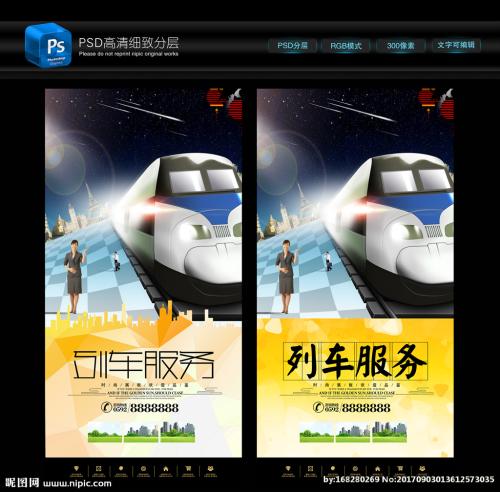 Ps
PSD高清细致分层
Please do not reprint nipic original works
PSD分层
RGB模式
300像素
文字可编辑
列车服务
AND IF THE GOLDEN SUN,SHOULD CEASE
0592
8888888
列车服务
AND IF THE GOLDEN SUN,SHOULD CEASE
0592
8888888
昵图网 www.nipic.com
by:168280269 No:20170903013612573035